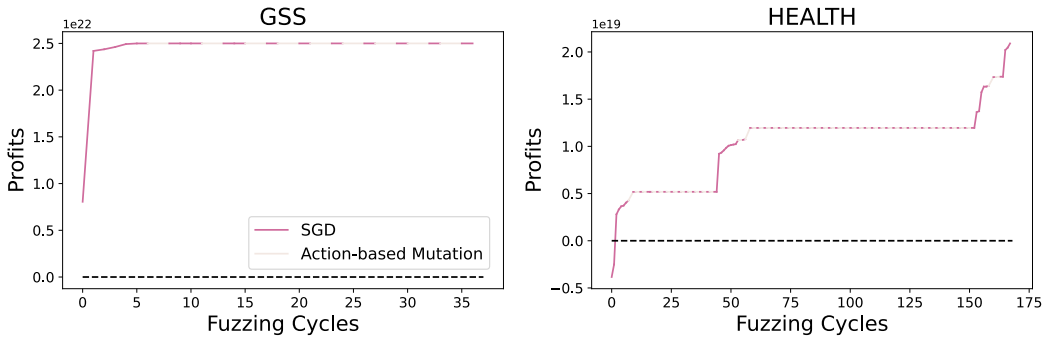 GSS
1e22
2.5
2.0
1.5
1.0
0.5
0.0
Profits
SGD
Action-based Mutation
0 5 10 15 20 25 30 35
Fuzzing Cycles
HEALTH
1e19
2.0
1.5
1.0
0.5
0.0
−0.5
Profits
0 25 50 75 100 125 150 175
Fuzzing Cycles